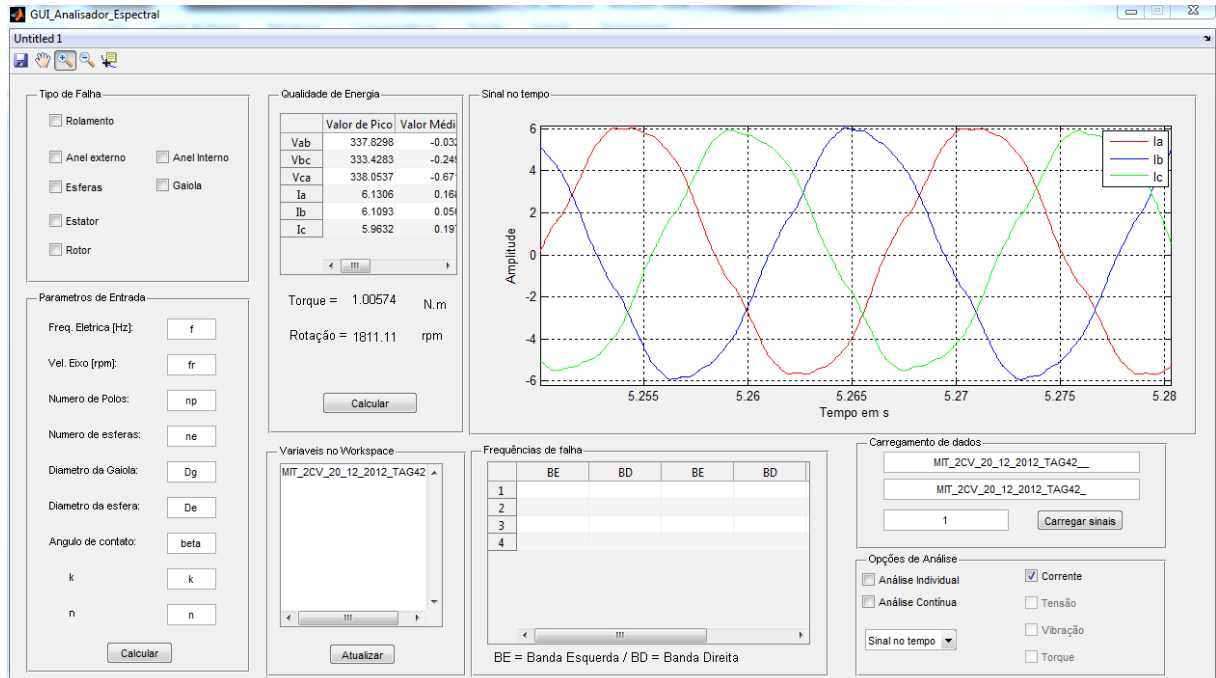 GUI_Analisador_Espectral
Untitled 1
Tipo de Falha
Rolamento
Anel externo Anel Interno
Esferas Gaiola
Estator
Rotor
Parametros de Entrada
Freq. Eletrica [Hz]: f
Vel. Eixo [rpm]: fr
Numero de Polos: np
Numero de esferas: ne
Diametro da Gaiola: Dg
Diametro da esfera: De
Angulo de contato: beta
k k
n n
Calcular
Qualidade de Energia
Valor de Pico Valor Médi
Vab 337.8298 -0.032
Vbc 333.4283 -0.249
Vca 338.0537 -0.671
Ia 6.1306 0.168
Ib 6.1093 0.050
Ic 5.9632 0.197
Torque = 1.00574 N.m
Rotação = 1811.11 rpm
Calcular
Variaveis no Workspace
MIT_2CV_20_12_2012_TAG42
Atualizar
Sinal no tempo
Amplitude
6
4
2
0
-2
-4
-6
5.255 5.26 5.265 5.27 5.275 5.28
Tempo em s
Ia
Ib
Ic
Frequências de falha
BE BD BE BD
1
2
3
4
BE = Banda Esquerda / BD = Banda Direita
Carregamento de dados
MIT_2CV_20_12_2012_TAG42__
MIT_2CV_20_12_2012_TAG42_
1 Carregar sinais
Opções de Análise
Análise Individual Corrente
Análise Contínua Tensão
Vibração
Sinal no tempo
Torque